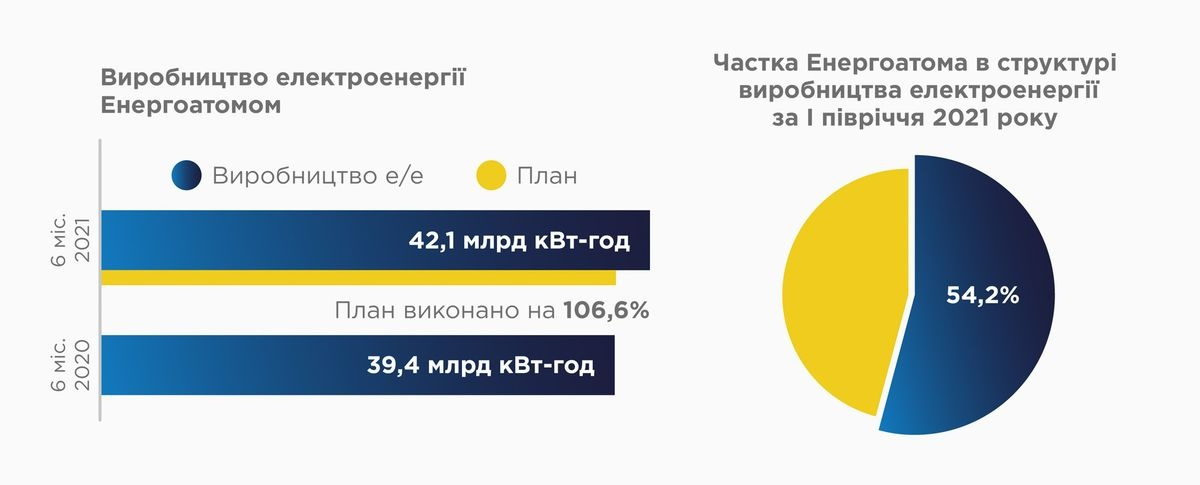 Виробництво електроенергії
Енергоатомом
Виробництво е/е
План
6 міс.
2021
42,1 млрд кВт-год
План виконано на 106,6%
6 міс.
2020
39,4 млрд кВт-год
Частка Енергоатома в структурі
виробництва електроенергії
за І півріччя 2021 року
54,2%